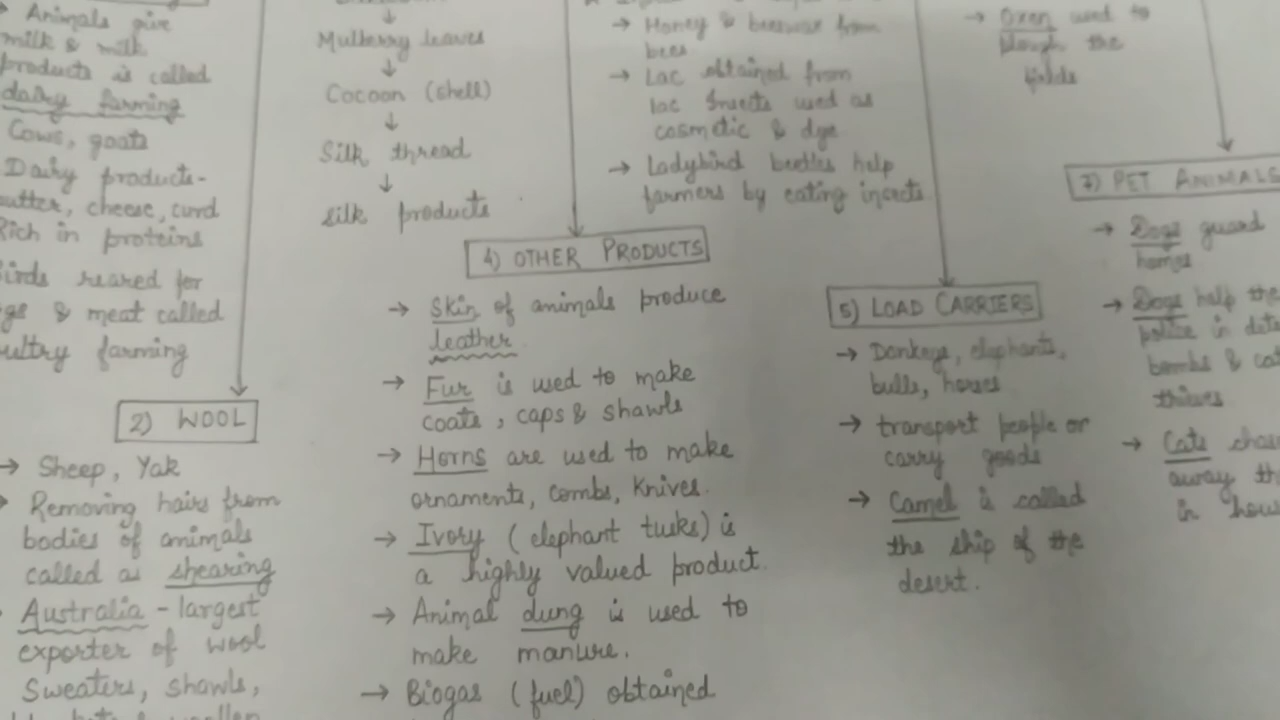 → Animals give
milk & milk
products is called
dairy farming
Cows, goats
Dairy products-
butter, cheese, curd
Rich in proteins
Birds reared for
eggs & meat called
poultry farming
2) WOOL
→ Sheep, Yak
→ Removing hairs from
bodies of animals
called as shearing
Australia - largest
exporter of wool
Sweaters, shawls,
↓
Mulberry leaves
↓
Cocoon (shell)
↓
Silk thread
↓
silk products
4) OTHER PRODUCTS
→ Skin of animals produce
leather
→ Fur is used to make
coats, caps & shawls
→ Horns are used to make
ornaments, combs, knives.
→ Ivory (elephant tusks) is
a highly valued product.
→ Animal dung is used to
make manure.
→ Biogas (fuel) obtained
→ Honey & beeswax from
bees
→ Lac obtained from
lac insects used as
cosmetic & dye
→ Ladybird beetles help
farmers by eating insects
5) LOAD CARRIERS
→ Donkeys, elephants,
bulls, horses
→ transport people or
carry goods
→ Camel is called
the ship of the
desert.
→ Oxen used to
plough the
fields
7) PET ANIMALS
→ Dogs guard
homes
→ Dogs help the
police in
bombs &
thieves
→ Cats
away
in